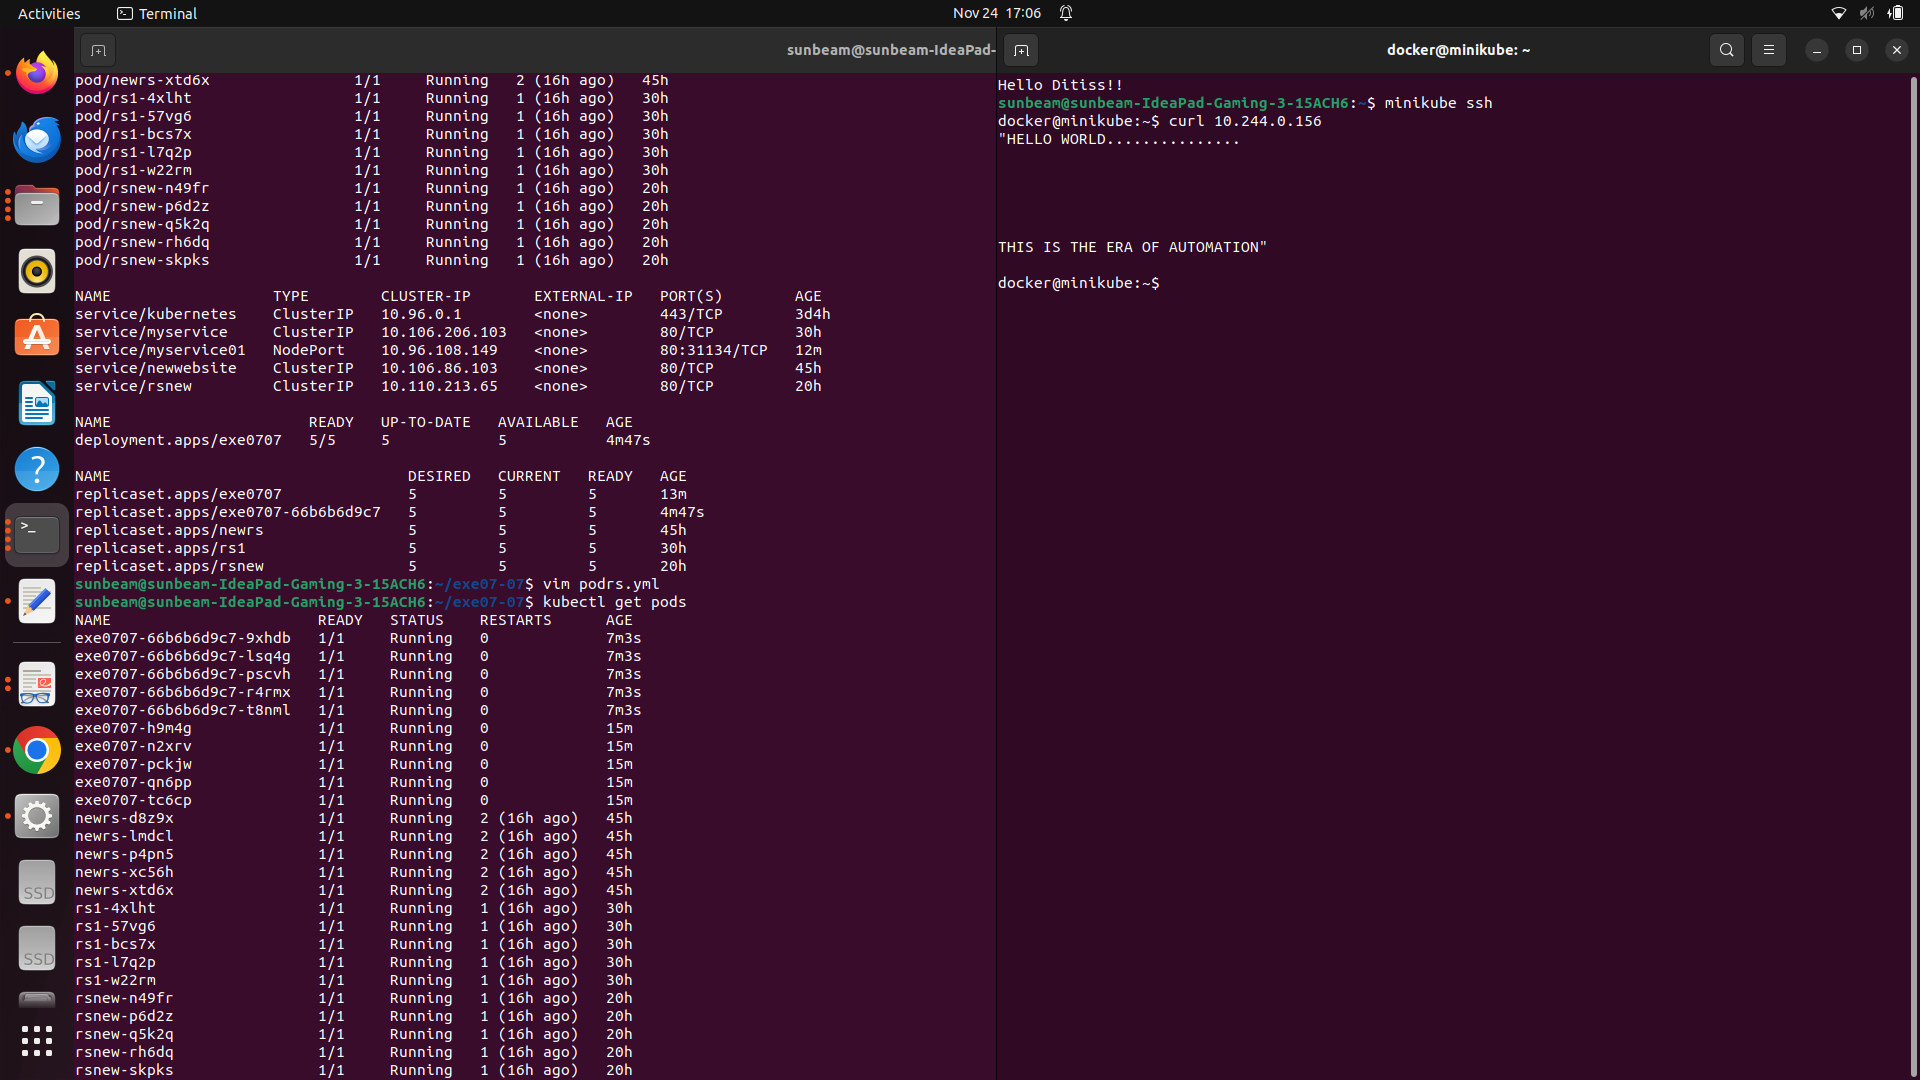 Activities
Terminal
Nov 24 17:06
sunbeam@sunbeam-IdeaPad-
pod/newrs-xtd6x 1/1 Running 2 (16h ago) 45h
pod/rs1-4xlht 1/1 Running 1 (16h ago) 30h
pod/rs1-57vg6 1/1 Running 1 (16h ago) 30h
pod/rs1-bcs7x 1/1 Running 1 (16h ago) 30h
pod/rs1-l7q2p 1/1 Running 1 (16h ago) 30h
pod/rs1-w22rm 1/1 Running 1 (16h ago) 30h
pod/rsnew-n49fr 1/1 Running 1 (16h ago) 20h
pod/rsnew-p6d2z 1/1 Running 1 (16h ago) 20h
pod/rsnew-q5k2q 1/1 Running 1 (16h ago) 20h
pod/rsnew-rh6dq 1/1 Running 1 (16h ago) 20h
pod/rsnew-skpks 1/1 Running 1 (16h ago) 20h
NAME TYPE CLUSTER-IP EXTERNAL-IP PORT(S) AGE
service/kubernetes ClusterIP 10.96.0.1 <none> 443/TCP 3d4h
service/myservice ClusterIP 10.106.206.103 <none> 80/TCP 30h
service/myservice01 NodePort 10.96.108.149 <none> 80:31134/TCP 12m
service/newwebsite ClusterIP 10.106.86.103 <none> 80/TCP 45h
service/rsnew ClusterIP 10.110.213.65 <none> 80/TCP 20h
NAME READY UP-TO-DATE AVAILABLE AGE
deployment.apps/exe0707 5/5 5 5 4m47s
NAME DESIRED CURRENT READY AGE
replicaset.apps/exe0707 5 5 5 13m
replicaset.apps/exe0707-66b6b6d9c7 5 5 5 4m47s
replicaset.apps/newrs 5 5 5 45h
replicaset.apps/rs1 5 5 5 30h
replicaset.apps/rsnew 5 5 5 20h
sunbeam@sunbeam-IdeaPad-Gaming-3-15ACH6:~/exe07-07$ vim podrs.yml
sunbeam@sunbeam-IdeaPad-Gaming-3-15ACH6:~/exe07-07$ kubectl get pods
NAME READY STATUS RESTARTS AGE
exe0707-66b6b6d9c7-9xhdb 1/1 Running 0 7m3s
exe0707-66b6b6d9c7-lsq4g 1/1 Running 0 7m3s
exe0707-66b6b6d9c7-pscvh 1/1 Running 0 7m3s
exe0707-66b6b6d9c7-r4rmx 1/1 Running 0 7m3s
exe0707-66b6b6d9c7-t8nml 1/1 Running 0 7m3s
exe0707-h9m4g 1/1 Running 0 15m
exe0707-n2xrv 1/1 Running 0 15m
exe0707-pckjw 1/1 Running 0 15m
exe0707-qn6pp 1/1 Running 0 15m
exe0707-tc6cp 1/1 Running 0 15m
newrs-d8z9x 1/1 Running 2 (16h ago) 45h
newrs-lmdcl 1/1 Running 2 (16h ago) 45h
newrs-p4pn5 1/1 Running 2 (16h ago) 45h
newrs-xc56h 1/1 Running 2 (16h ago) 45h
newrs-xtd6x 1/1 Running 2 (16h ago) 45h
rs1-4xlht 1/1 Running 1 (16h ago) 30h
rs1-57vg6 1/1 Running 1 (16h ago) 30h
rs1-bcs7x 1/1 Running 1 (16h ago) 30h
rs1-l7q2p 1/1 Running 1 (16h ago) 30h
rs1-w22rm 1/1 Running 1 (16h ago) 30h
rsnew-n49fr 1/1 Running 1 (16h ago) 20h
rsnew-p6d2z 1/1 Running 1 (16h ago) 20h
rsnew-q5k2q 1/1 Running 1 (16h ago) 20h
rsnew-rh6dq 1/1 Running 1 (16h ago) 20h
rsnew-skpks 1/1 Running 1 (16h ago) 20h
docker@minikube: ~
Hello Ditiss!!
sunbeam@sunbeam-IdeaPad-Gaming-3-15ACH6:~$ minikube ssh
docker@minikube:~$ curl 10.244.0.156
"HELLO WORLD...............
THIS IS THE ERA OF AUTOMATION"
docker@minikube:~$
SSD
SSD